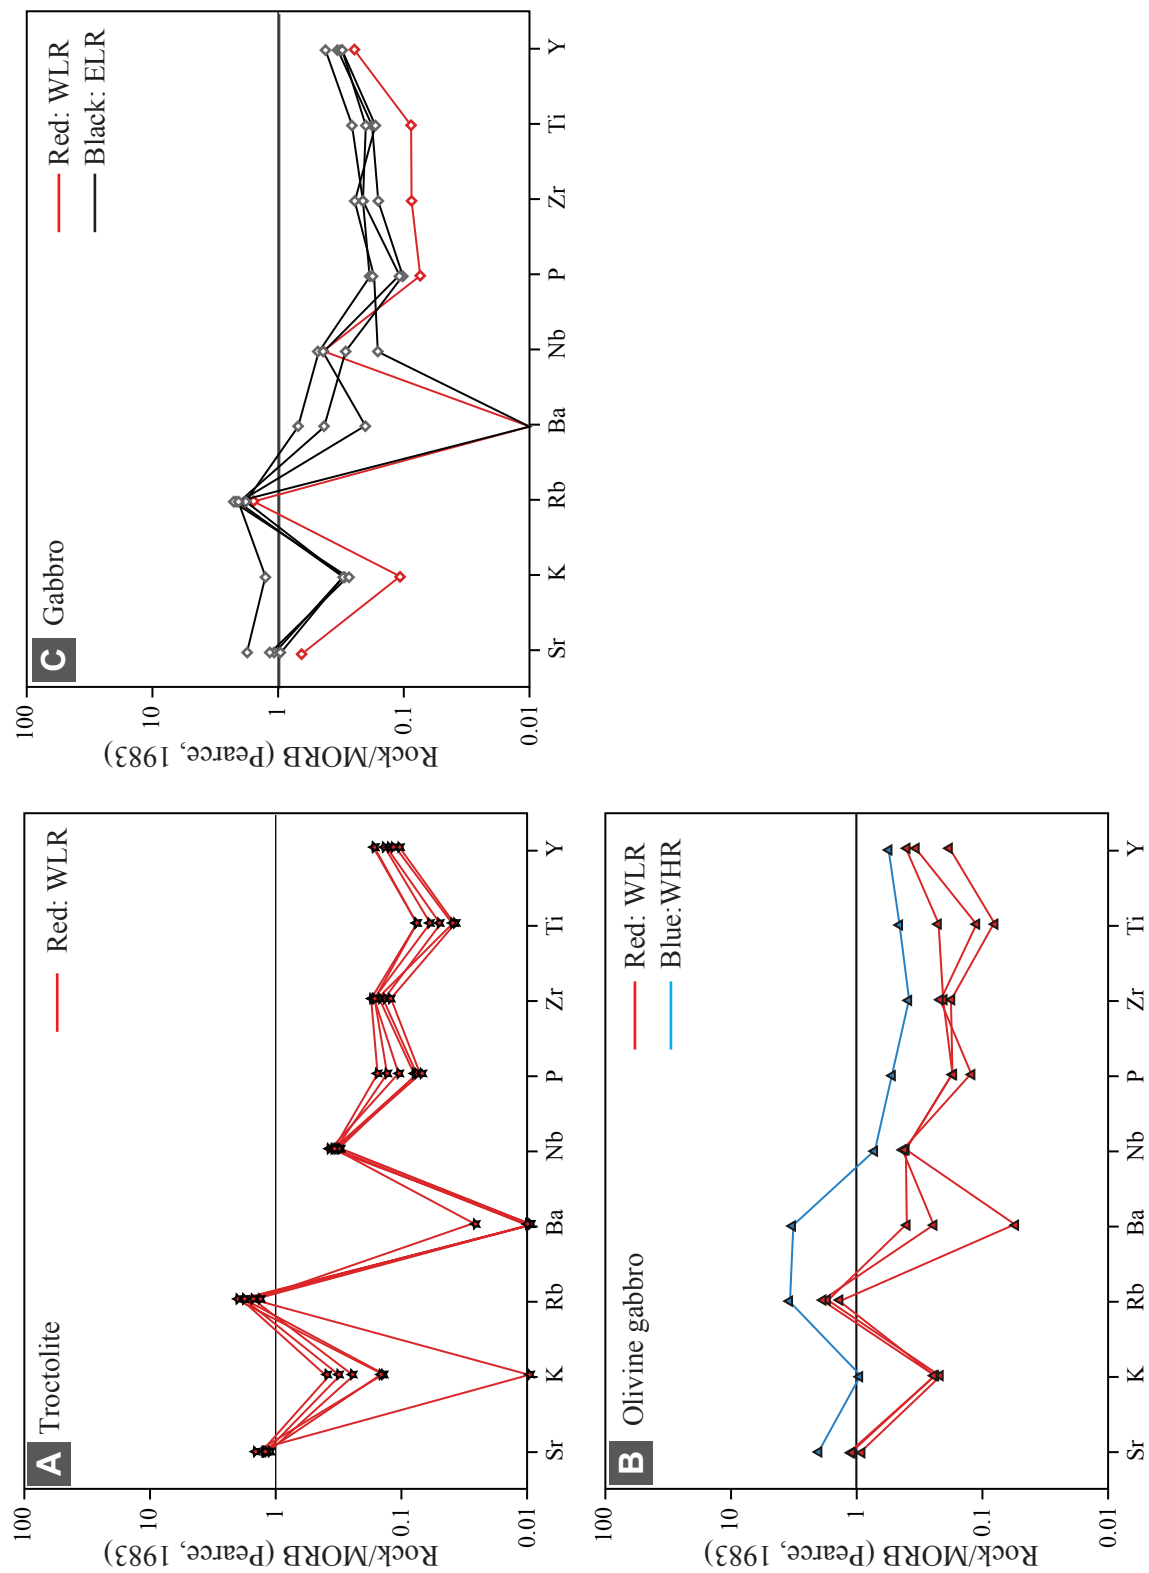 A Troctolite
Red: WLR
100
10
1
0.1
0.01
Rock/MORB (Pearce, 1983)
Sr K Rb Ba Nb P Zr Ti Y
B Olivine gabbro
Red: WLR
Blue:WHR
100
10
1
0.1
0.01
Rock/MORB (Pearce, 1983)
Sr K Rb Ba Nb P Zr Ti Y
C Gabbro
Red: WLR
Black: ELR
100
10
1
0.1
0.01
Rock/MORB (Pearce, 1983)
Sr K Rb Ba Nb P Zr Ti Y